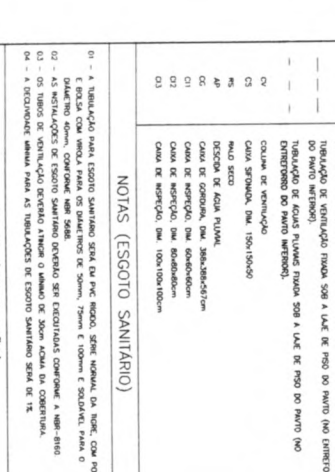 TUBULAÇÃO DE VENTILAÇÃO FIXADA SOB A LAJE DE PISO DO PAVTO (NO ENTREF
DO PAVTO INFERIOR).
TUBULAÇÃO DE ÁGUAS PLUVIAIS FIXADA SOB A LAJE DE PISO DO PAVTO (NO
ENTREFORRO DO PAVTO INFERIOR).
CV COLUNA DE VENTILAÇÃO
CS CAIXA SIFONADA, DIM. 150x150x50
RS RALO SECO
AP DESCIDA DE ÁGUA PLUVIAL
CG CAIXA DE GORDURA, DIM. 388x388x567cm
CI1 CAIXA DE INSPEÇÃO, DIM. 60x60x60cm
CI2 CAIXA DE INSPEÇÃO, DIM. 80x80x80cm
CI3 CAIXA DE INSPEÇÃO, DIM. 100x100x100cm
NOTAS (ESGOTO SANITÁRIO)
01 - A TUBULAÇÃO PARA ESGOTO SANITÁRIO SERÁ EM PVC RÍGIDO, SÉRIE NORMAL DA TIGRE, COM PO
E BOLSA COM VIROLA PARA OS DIÂMETROS DE 50mm, 75mm E 100mm E SOLDÁVEL PARA O
DIÂMETRO 40mm, CONFORME NBR 5688.
02 - AS INSTALAÇÕES DE ESGOTO SANITÁRIO DEVERÃO SER EXECUTADAS CONFORME A NBR-8160
03 - OS TUBOS DE VENTILAÇÃO DEVERÃO ATINGIR O MÍNIMO DE 30cm ACIMA DA COBERTURA.
04 - A DECLIVIDADE MÍNIMA PARA AS TUBULAÇÕES DE ESGOTO SANITÁRIO SERÁ DE 1%